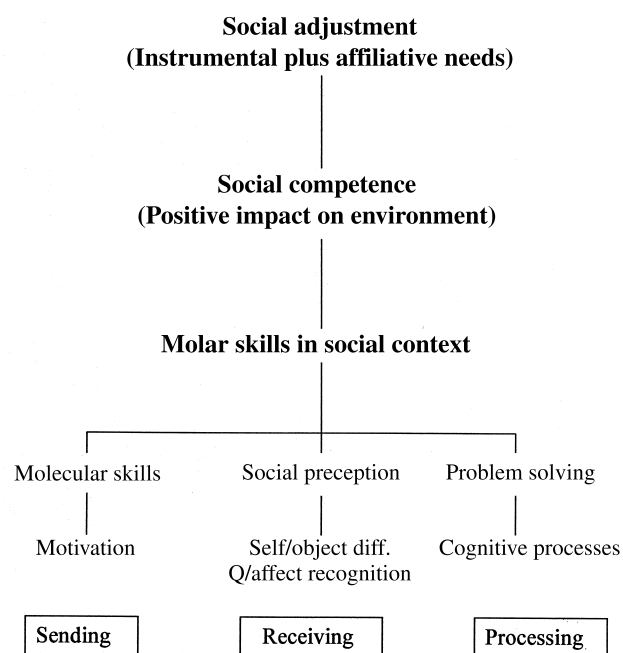 Social adjustment
(Instrumental plus affiliative needs)
Social competence
(Positive impact on environment)
Molar skills in social context
Molecular skills
Social preception
Problem solving
Motivation
Self/object diff.
Q/affect recognition
Cognitive processes
Sending
Receiving
Processing